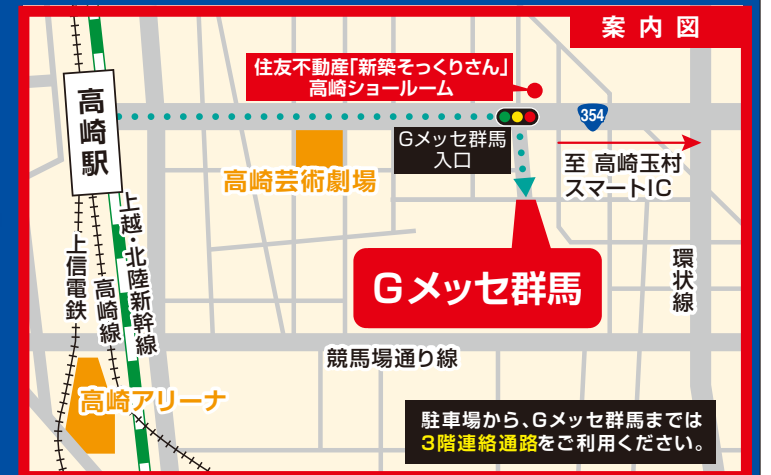 案内図
住友不動産「新築そっくりさん」
高崎ショールーム
高崎駅
354
Gメッセ群馬
入口
至 高崎玉村
スマートIC
高崎芸術劇場
上越・北陸新幹線
高崎線
上信電鉄
Gメッセ群馬
環状線
競馬場通り線
高崎アリーナ
駐車場から、Gメッセ群馬までは
3階連絡通路をご利用ください。